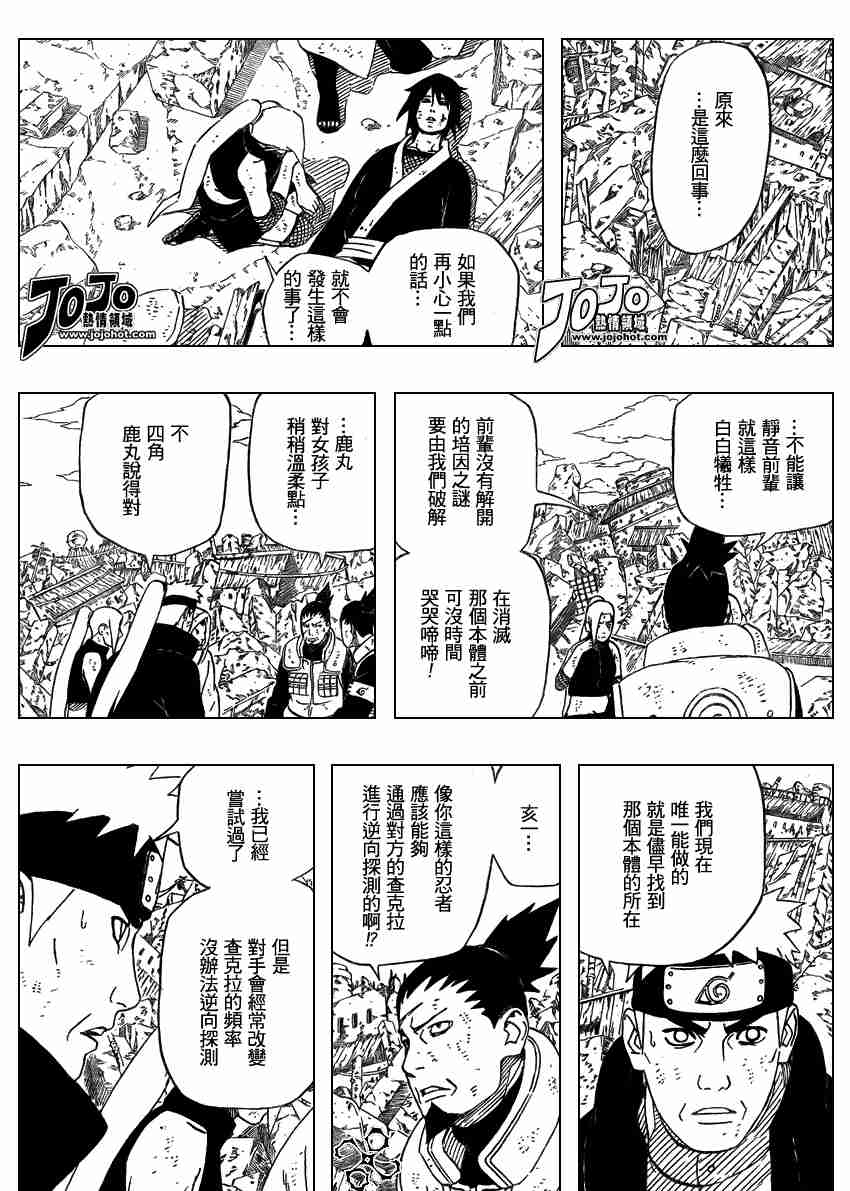 原來
…是這麼回事…
如果我們
再小心一點
的話…
就不會
發生這樣
的事了…
JOJO
熱情領域
www.jojohot.com
JOJO
熱情領域
www.jojohot.com
…不能讓
靜音前輩
就這樣
白白犧牲…
前輩沒有解開
的培因之謎
要由我們破解
在消滅
那個本體之前
可沒時間
哭哭啼啼!
…鹿丸
對女孩子
稍稍溫柔點…
不
四角
鹿丸說得對
我們現在
唯一能做的
就是儘早找到
那個本體的所在
亥一…
像你這樣的忍者
應該能夠
通過對方的查克拉
進行逆向探測的啊!?
…我已經
嘗試過了
但是
對手會經常改變
查克拉的頻率
沒辦法逆向探測